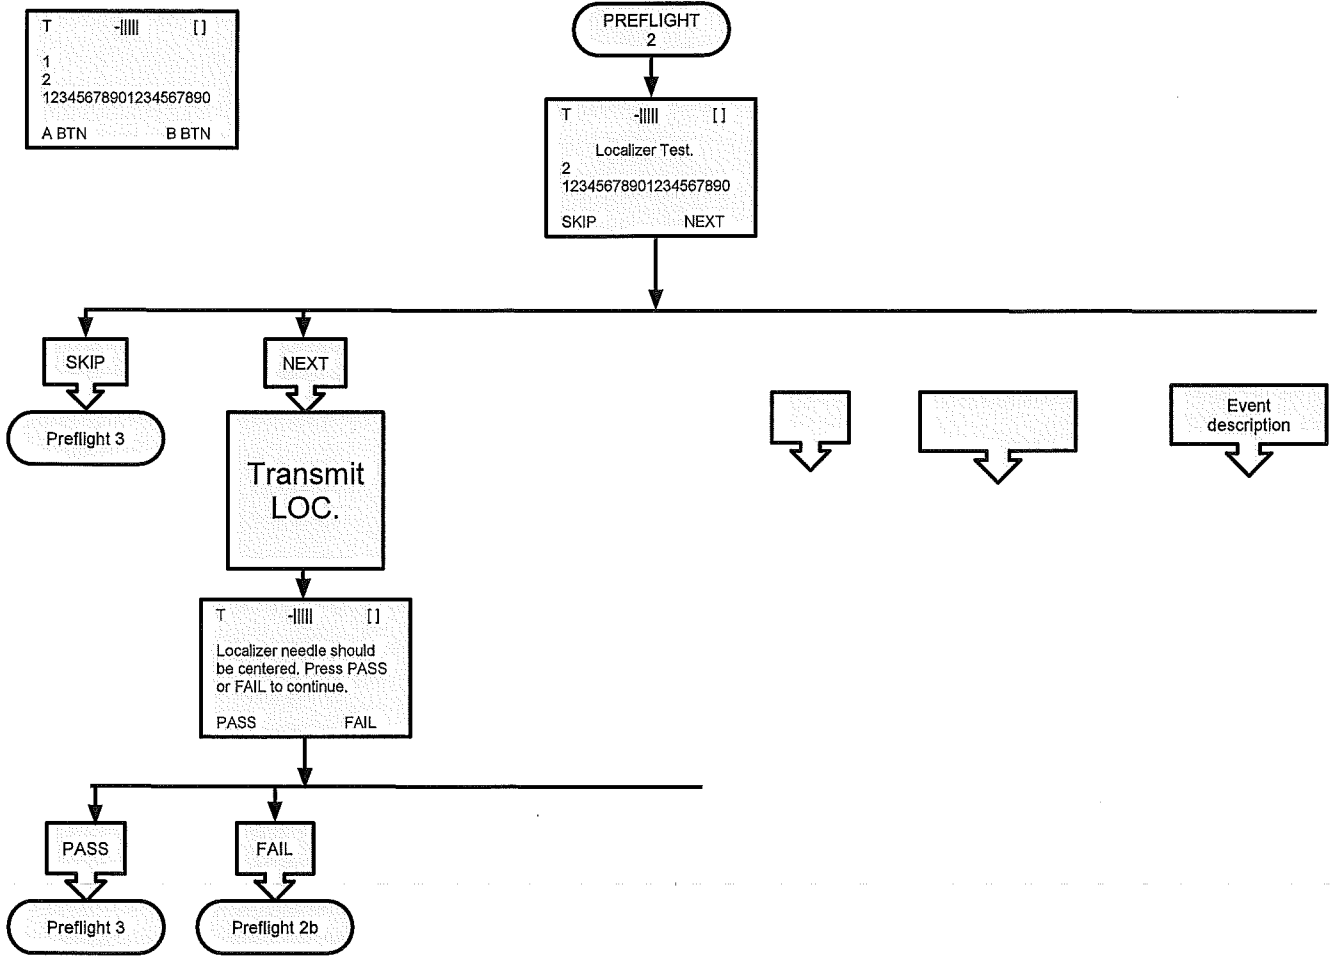 T -||||| [ ]
1
2
12345678901234567890
A BTN B BTN
PREFLIGHT
2
T -||||| [ ]
Localizer Test.
2
12345678901234567890
SKIP NEXT
SKIP
NEXT
Preflight 3
Transmit
LOC.
Event
description
T -||||| [ ]
Localizer needle should
be centered. Press PASS
or FAIL to continue.
PASS FAIL
PASS
FAIL
Preflight 3
Preflight 2b